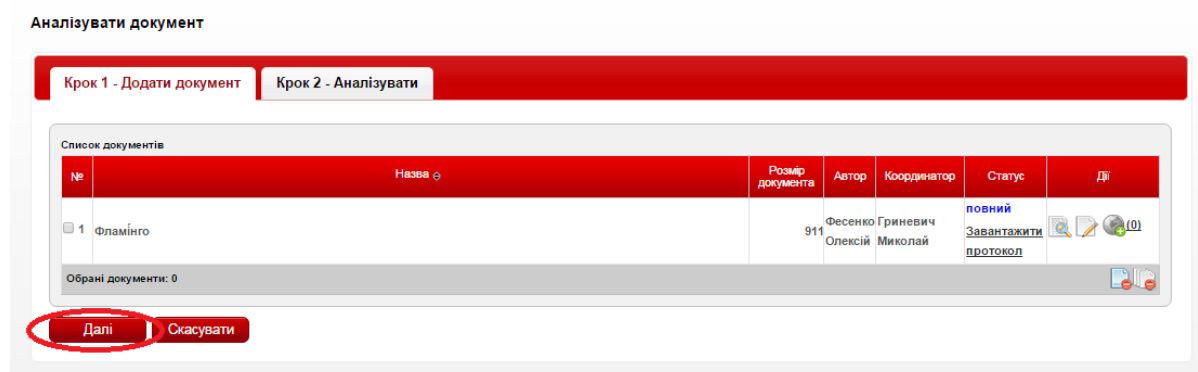 Аналізувати документ
Крок 1 - Додати документ Крок 2 - Аналізувати
Список документів
№ Назва Розмір документа Автор Координатор Статус Дії
1 Фламінго 911 Фесенко Олексій Гриневич Миколай повний Завантажити протокол (0)
Обрані документи: 0
Далі Скасувати